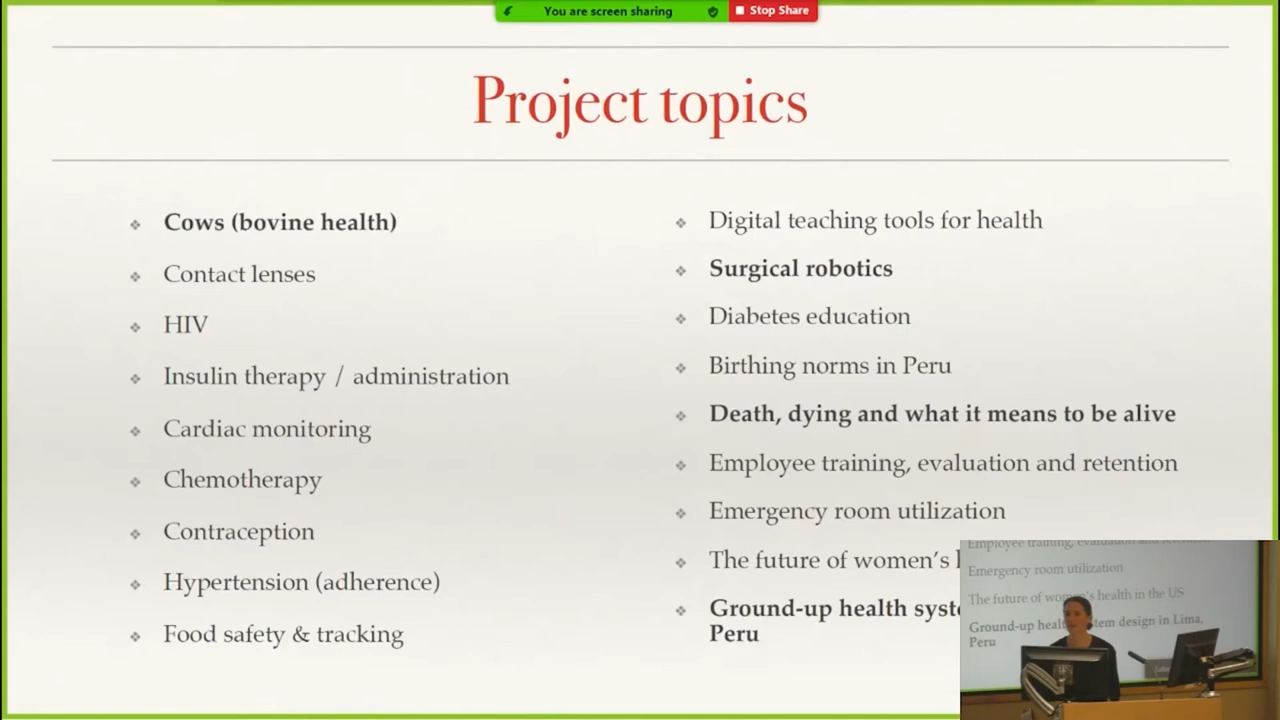 You are screen sharing
Stop Share
Project topics
Cows (bovine health)
Contact lenses
HIV
Insulin therapy / administration
Cardiac monitoring
Chemotherapy
Contraception
Hypertension (adherence)
Food safety & tracking
Digital teaching tools for health
Surgical robotics
Diabetes education
Birthing norms in Peru
Death, dying and what it means to be alive
Employee training, evaluation and retention
Emergency room utilization
The future of women's
Ground-up health syste
Peru
Employee training, evaluation and
Emergency room utilization
The future of women's health in the US
Ground-up heal stem design in Lima,
Peru